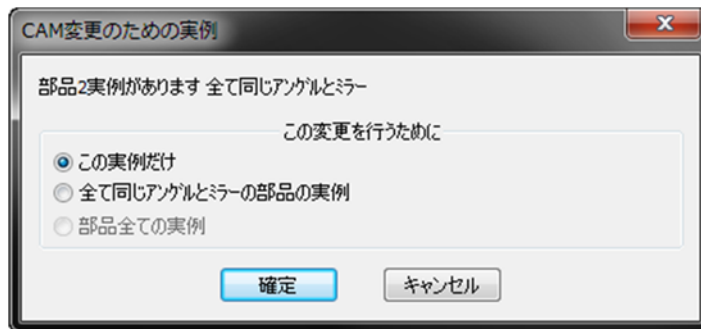 CAM変更のための実例
部品2実例があります 全て同じｱﾝｹﾞﾙとﾐﾗｰ
この変更を行うために
この実例だけ
全て同じｱﾝｹﾞﾙとﾐﾗｰの部品の実例
部品全ての実例
確定
キャンセル